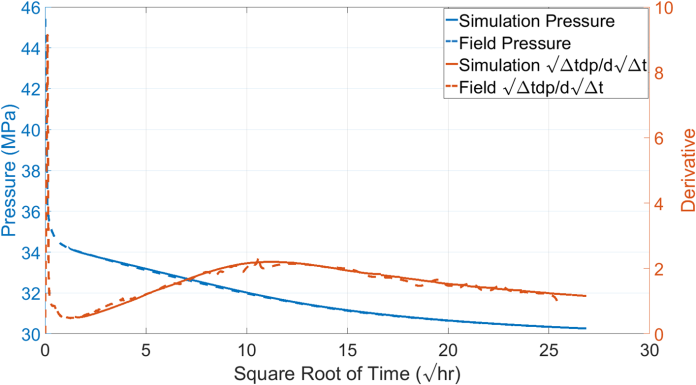 46
44
42
40
38
36
34
32
30
Pressure (MPa)
10
8
6
4
2
0
Derivative
Simulation Pressure
Field Pressure
Simulation √Δtdp/d√Δt
Field √Δtdp/d√Δt
0 5 10 15 20 25 30
Square Root of Time (√hr)